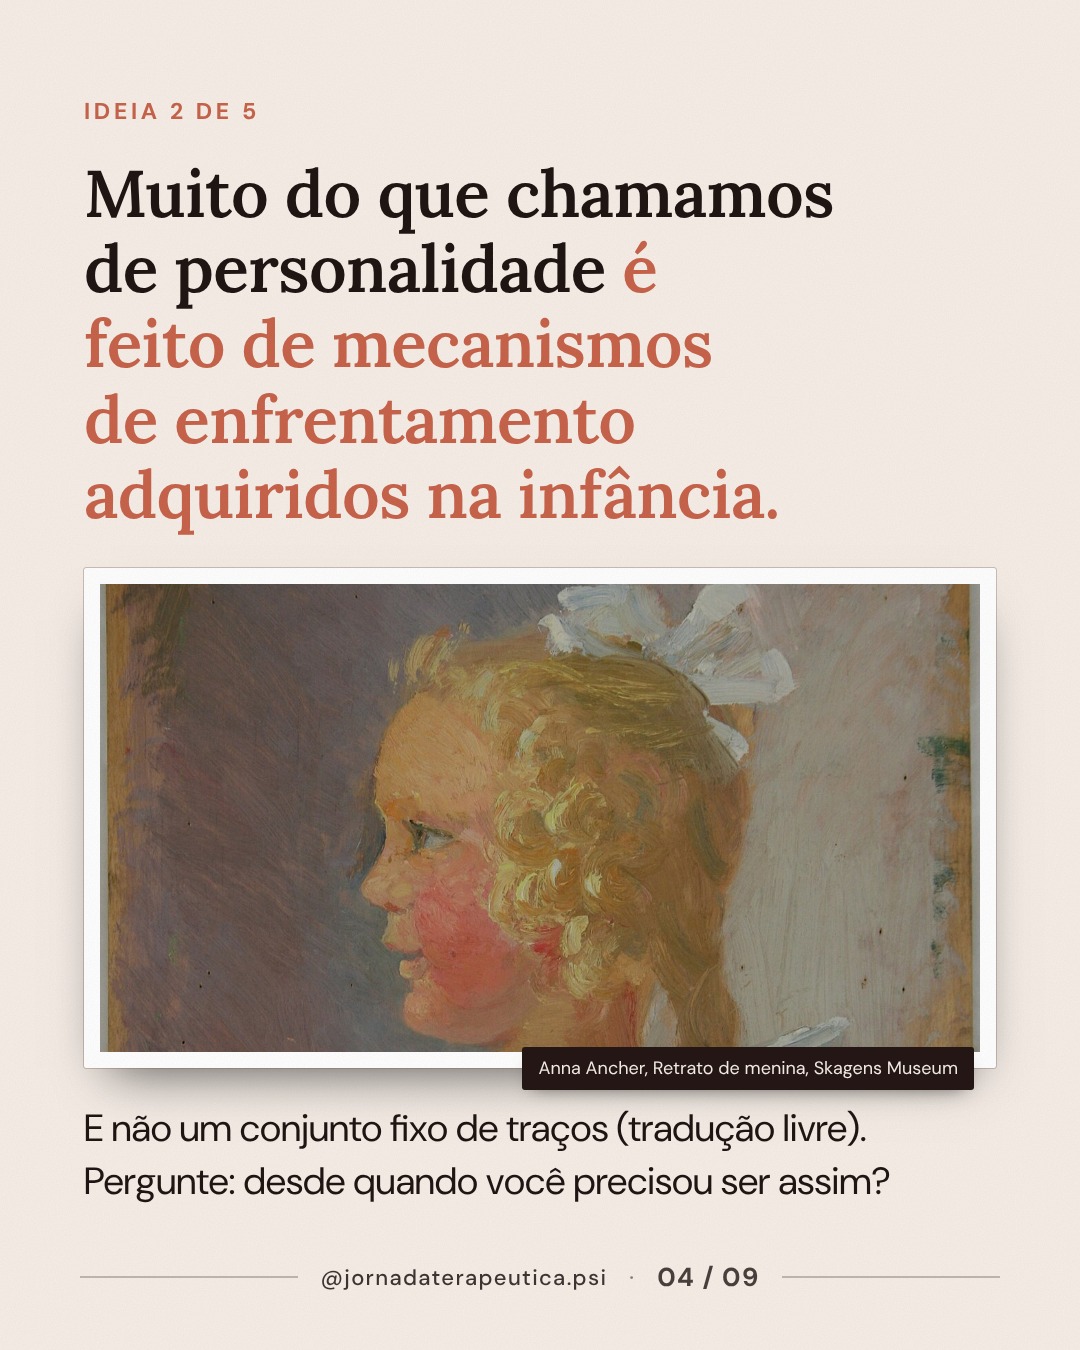 IDEIA 2 DE 5
Muito do que chamamos
de personalidade é
feito de mecanismos
de enfrentamento
adquiridos na infância.
Anna Ancher, Retrato de menina, Skagens Museum
E não um conjunto fixo de traços (tradução livre).
Pergunte: desde quando você precisou ser assim?
@jornadaterapeutica.psi · 04 / 09